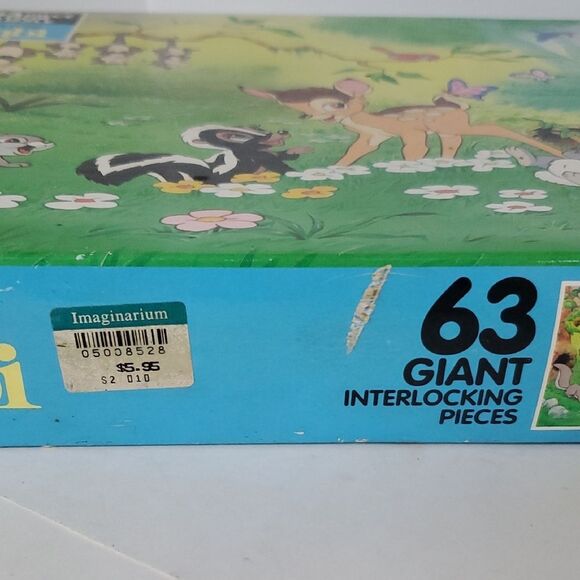 Imaginarium
05008528
$5.95
S2 010
63
GIANT
INTERLOCKING
PIECES